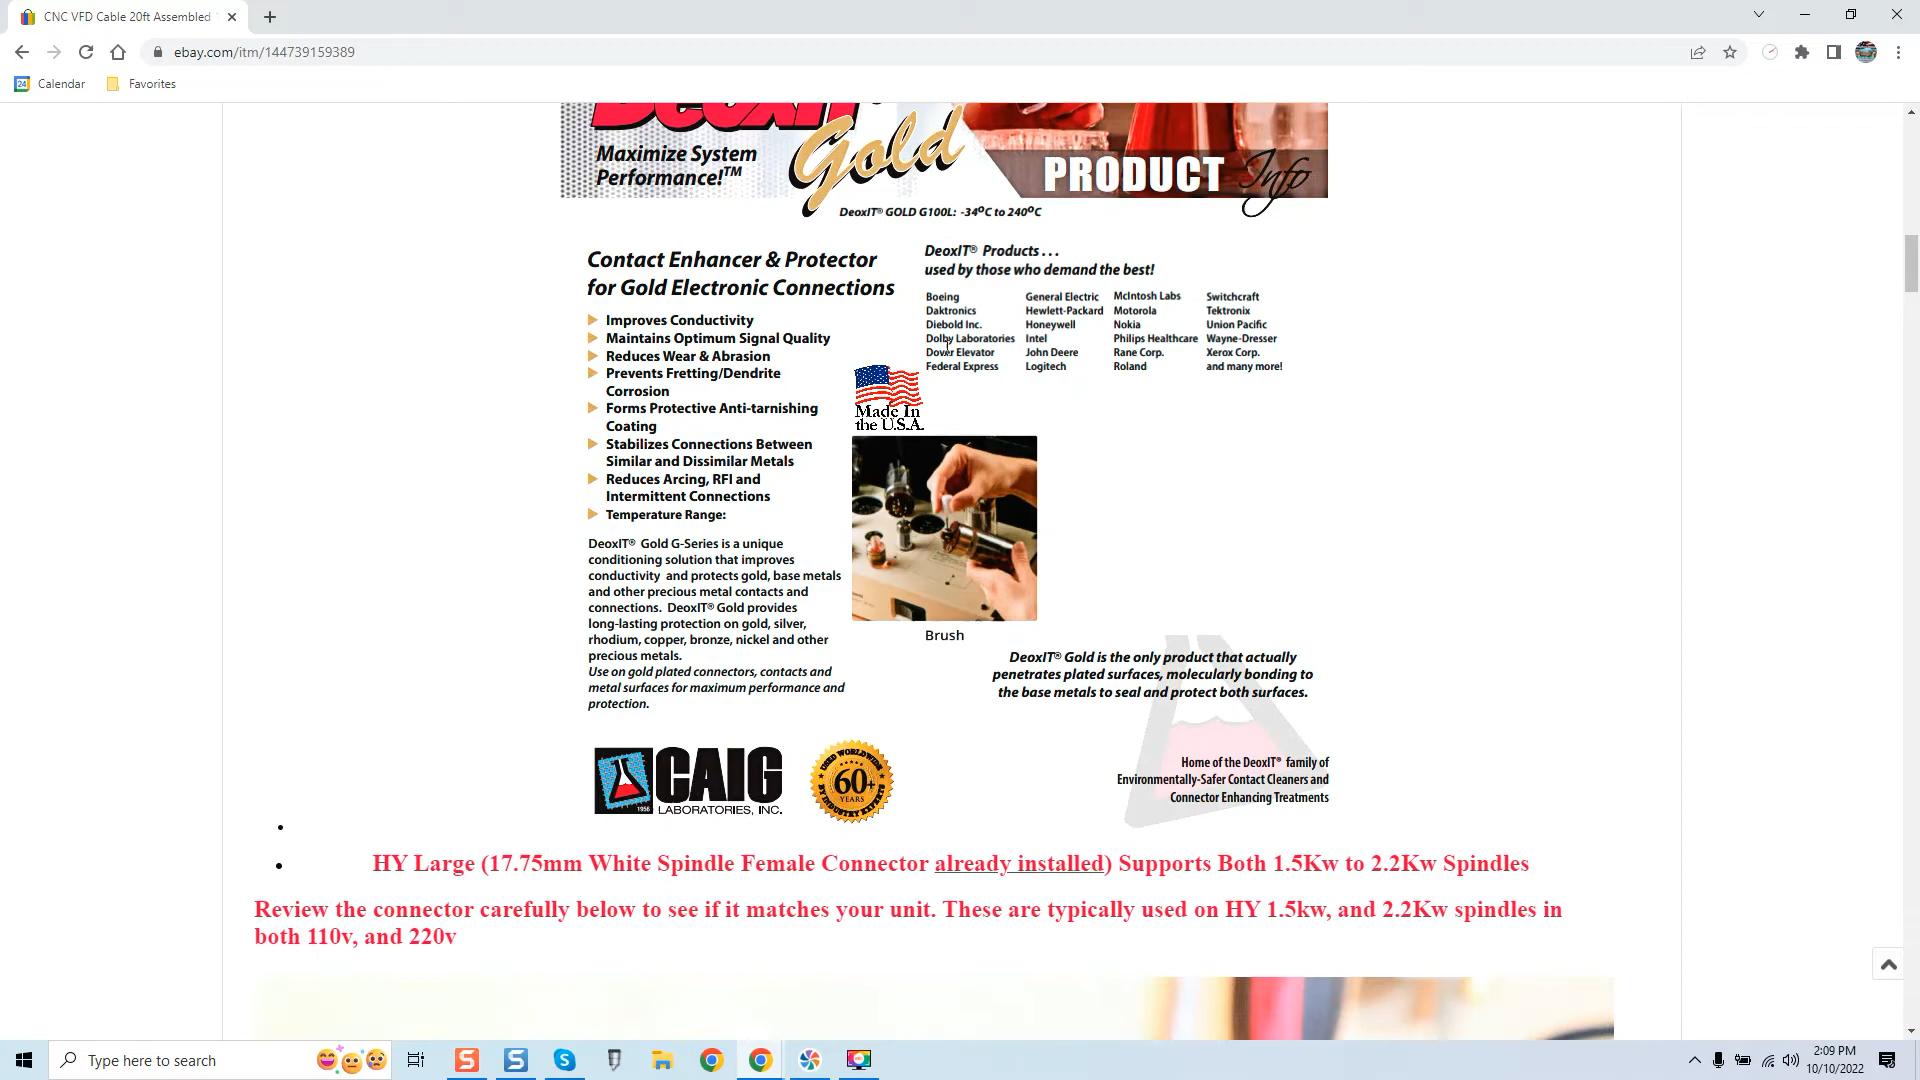 CNC VFD Cable 20ft Assembled
ebay.com/itm/144739159389
Calendar
Favorites
DeoxIT®
Gold
Maximize System
Performance!TM
PRODUCT Info
DeoxIT® GOLD G100L: -34ºC to 240ºC
Contact Enhancer & Protector
for Gold Electronic Connections
Improves Conductivity
Maintains Optimum Signal Quality
Reduces Wear & Abrasion
Prevents Fretting/Dendrite
Corrosion
Forms Protective Anti-tarnishing
Coating
Stabilizes Connections Between
Similar and Dissimilar Metals
Reduces Arcing, RFI and
Intermittent Connections
Temperature Range:
DeoxIT® Gold G-Series is a unique
conditioning solution that improves
conductivity and protects gold, base metals
and other precious metal contacts and
connections. DeoxIT® Gold provides
long-lasting protection on gold, silver,
rhodium, copper, bronze, nickel and other
precious metals.
Use on gold plated connectors, contacts and
metal surfaces for maximum performance and
protection.
DeoxIT® Products . . .
used by those who demand the best!
Boeing General Electric McIntosh Labs Switchcraft
Daktronics Hewlett-Packard Motorola Tektronix
Diebold Inc. Honeywell Nokia Union Pacific
Dolby Laboratories Intel Philips Healthcare Wayne-Dresser
Dover Elevator John Deere Rane Corp. Xerox Corp.
Federal Express Logitech Roland and many more!
Made In
the U.S.A.
Brush
DeoxIT® Gold is the only product that actually
penetrates plated surfaces, molecularly bonding to
the base metals to seal and protect both surfaces.
1956
CAIG
LABORATORIES, INC.
USED WORLDWIDE
60+
YEARS
BY INDUSTRY EXPERTS
Home of the DeoxIT® family of
Environmentally-Safer Contact Cleaners and
Connector Enhancing Treatments
HY Large (17.75mm White Spindle Female Connector already installed) Supports Both 1.5Kw to 2.2Kw Spindles
Review the connector carefully below to see if it matches your unit. These are typically used on HY 1.5kw, and 2.2Kw spindles in
both 110v, and 220v
Type here to search
2:09 PM
10/10/2022